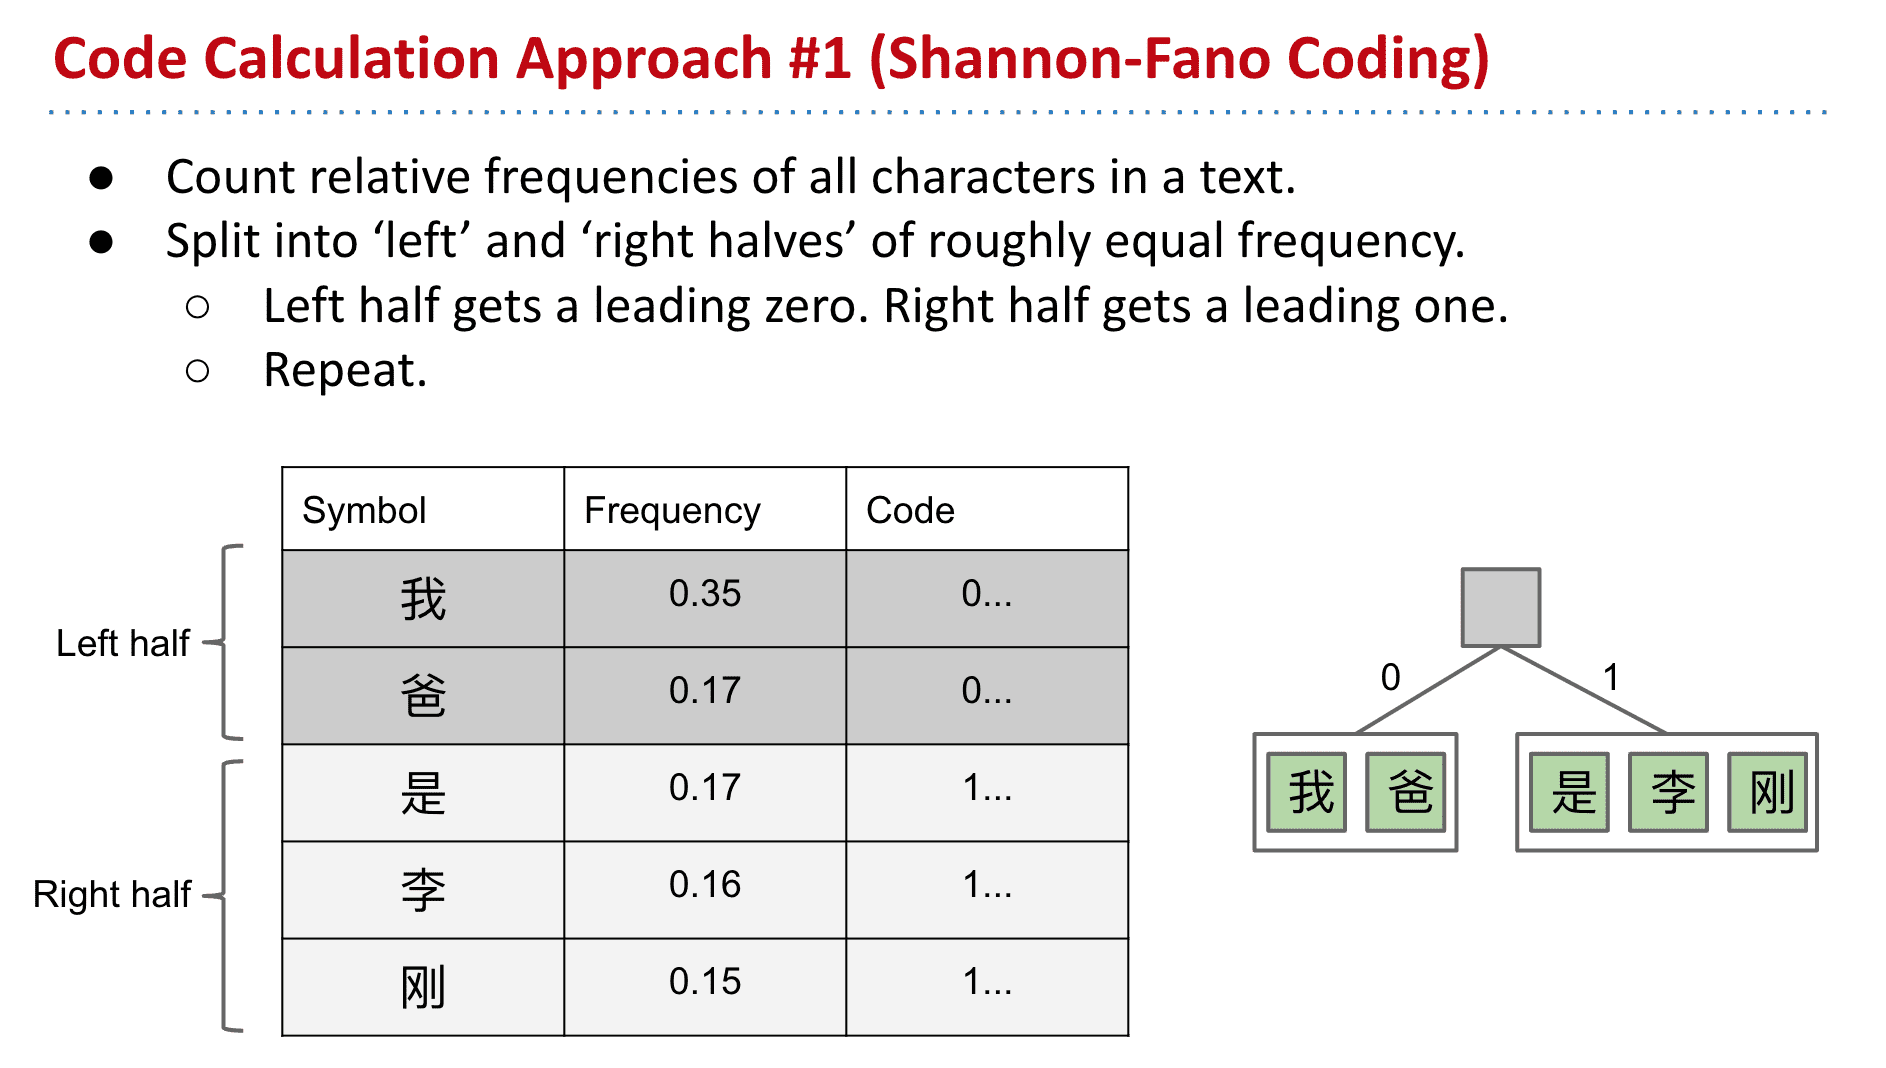 Code Calculation Approach #1 (Shannon-Fano Coding)
● Count relative frequencies of all characters in a text.
● Split into ‘left’ and ‘right halves’ of roughly equal frequency.
○ Left half gets a leading zero. Right half gets a leading one.
○ Repeat.
Symbol Frequency Code
我 0.35 0...
Left half
爸 0.17 0...
是 0.17 1...
李 0.16 1...
Right half
刚 0.15 1...
0 1
我 爸 是 李 刚